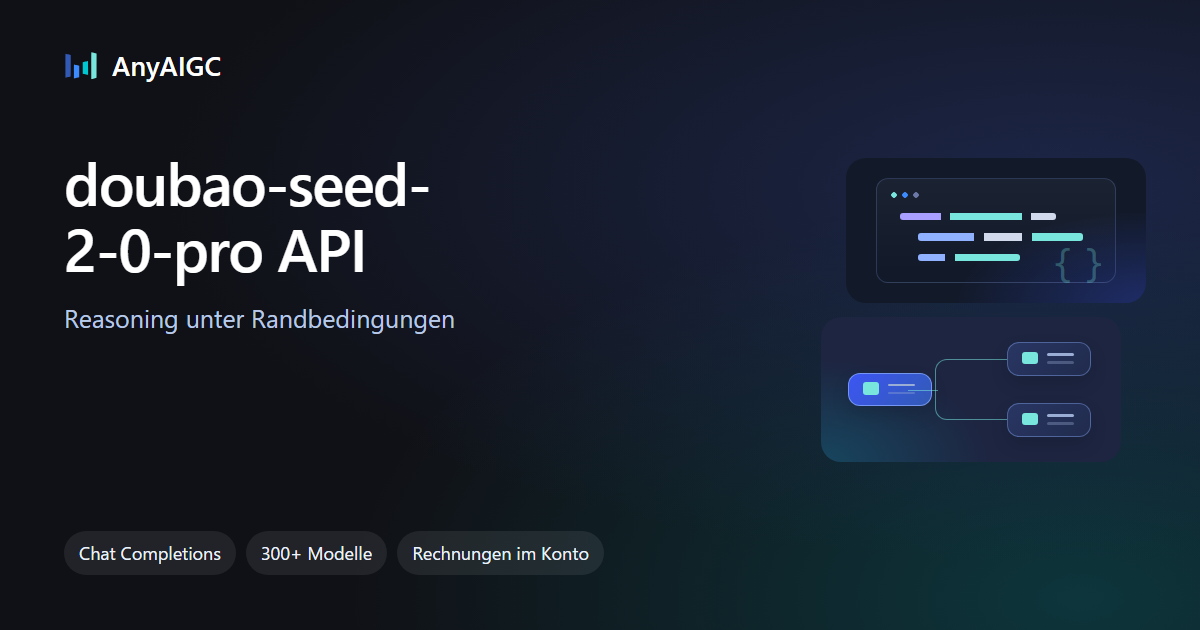 AnyAIGC
doubao-seed-
2-0-pro API
Reasoning unter Randbedingungen
{ }
Chat Completions
300+ Modelle
Rechnungen im Konto